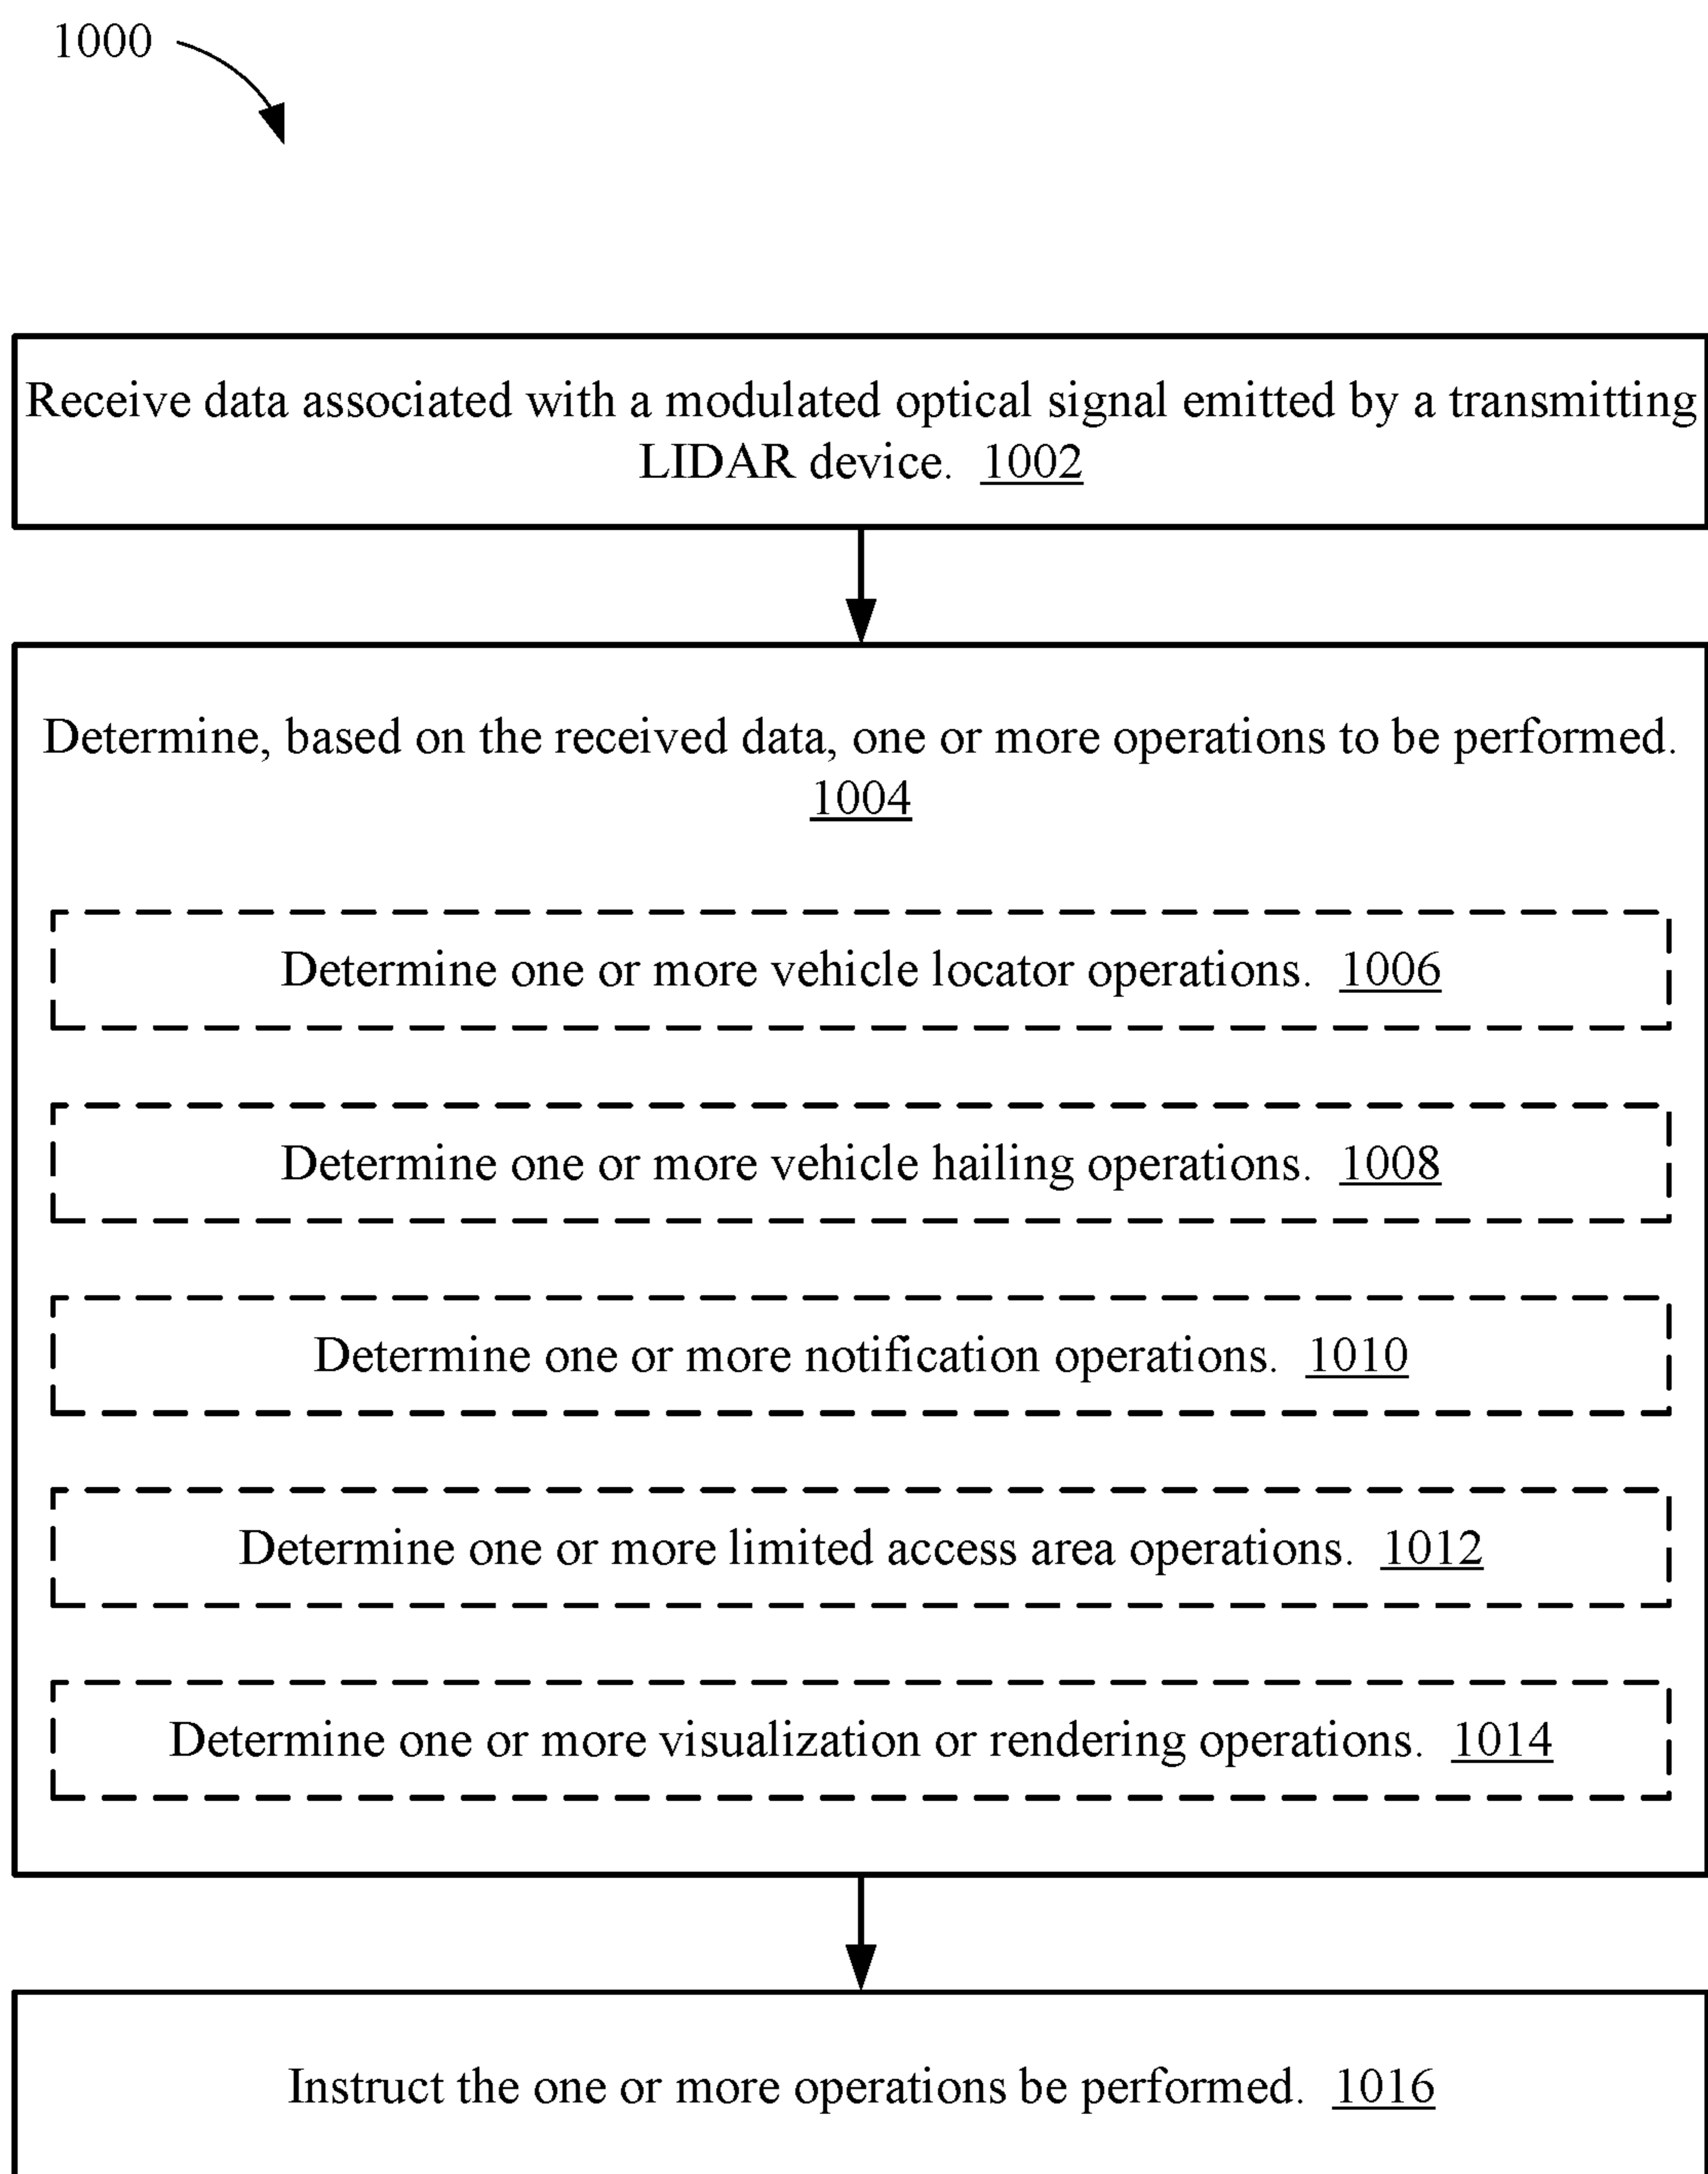 1000
Receive data associated with a modulated optical signal emitted by a transmitting
LIDAR device. 1002
Determine, based on the received data, one or more operations to be performed.
1004
Determine one or more vehicle locator operations. 1006
Determine one or more vehicle hailing operations. 1008
Determine one or more notification operations. 1010
Determine one or more limited access area operations. 1012
Determine one or more visualization or rendering operations. 1014
Instruct the one or more operations be performed. 1016